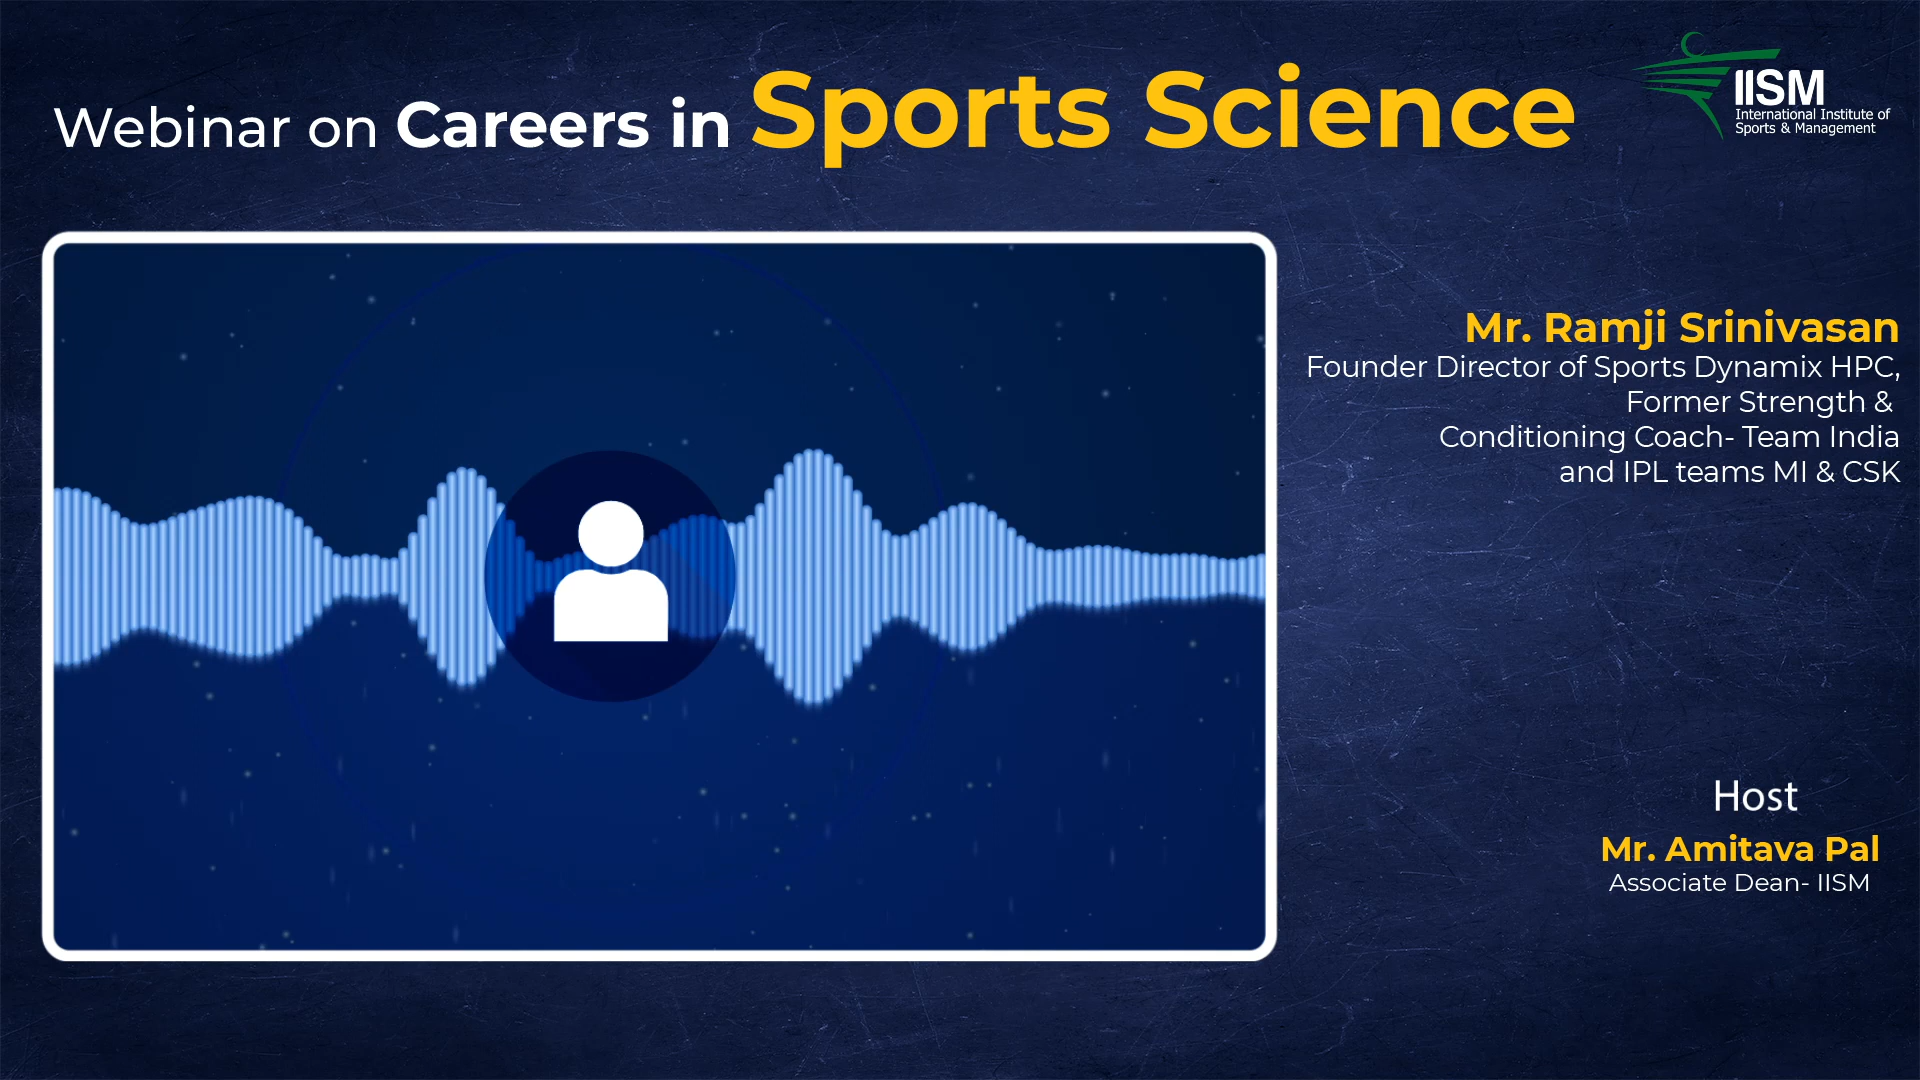 Webinar on Careers in Sports Science
IISM
International Institute of
Sports & Management
Mr. Ramji Srinivasan
Founder Director of Sports Dynamix HPC,
Former Strength &
Conditioning Coach- Team India
and IPL teams MI & CSK
Host
Mr. Amitava Pal
Associate Dean- IISM